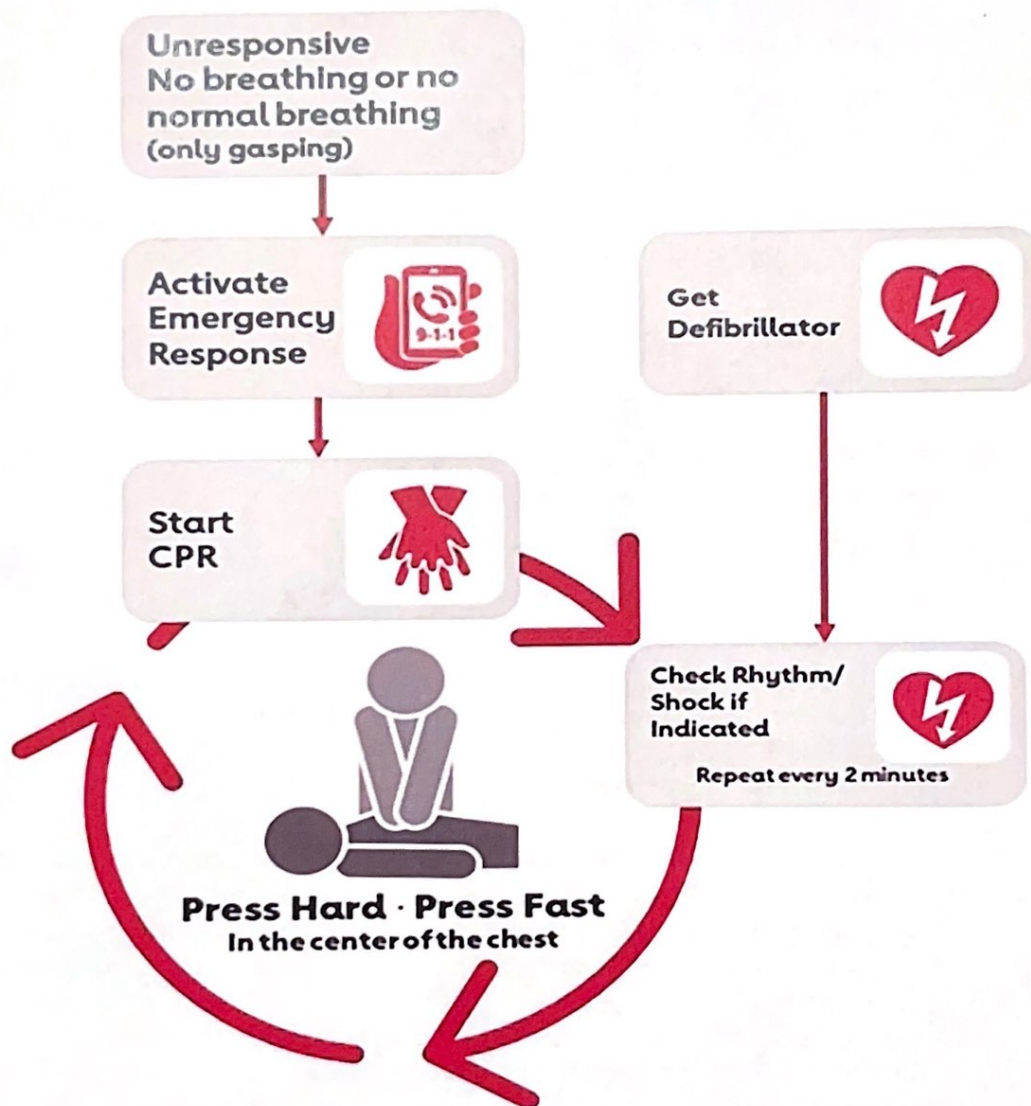 Unresponsive
No breathing or no
normal breathing
(only gasping)
Activate
Emergency
Response
9-1-1
Get
Defibrillator
Start
CPR
Check Rhythm/
Shock if
Indicated
Repeat every 2 minutes
Press Hard · Press Fast
In the center of the chest